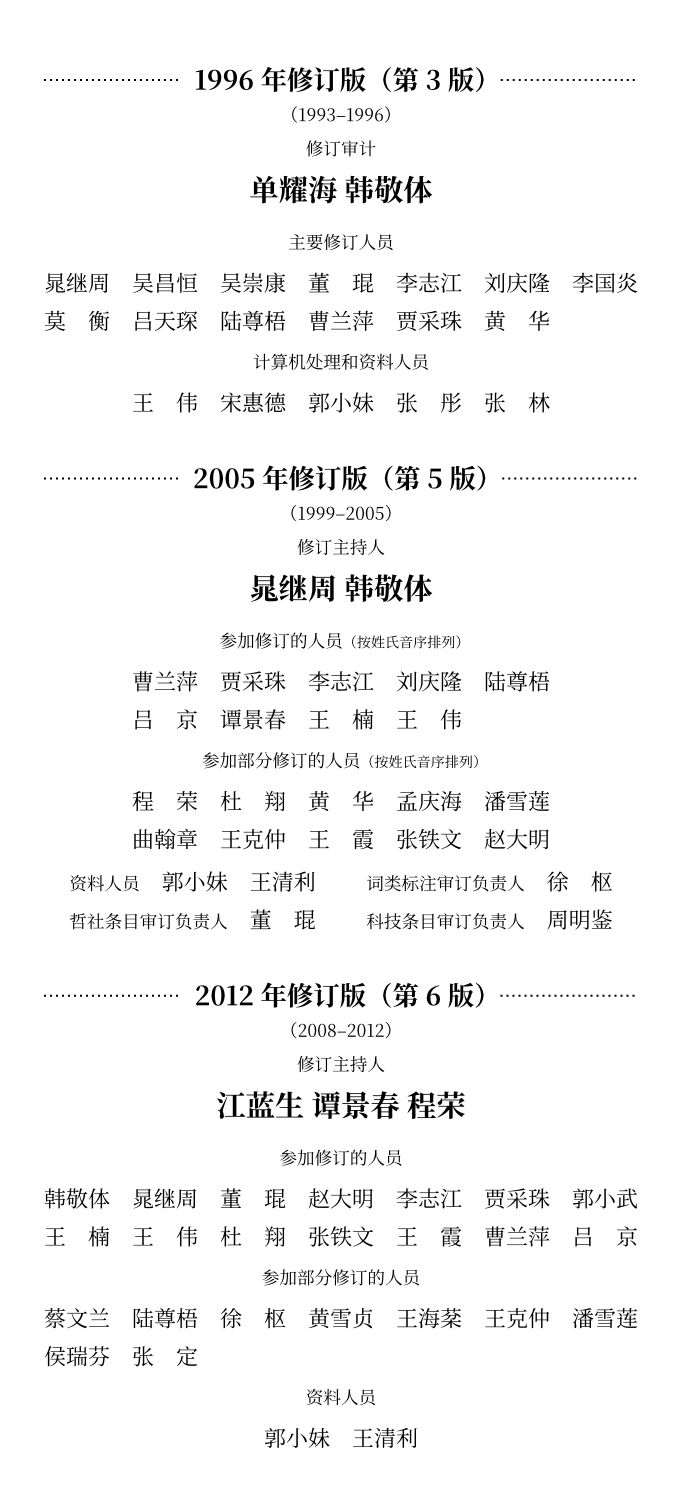 1996 年修订版（第 3 版）
（1993–1996）
修订审计
单耀海 韩敬体
主要修订人员
晁继周 吴昌恒 吴崇康 董 琨 李志江 刘庆隆 李国炎
莫 衡 吕天琛 陆尊梧 曹兰萍 贾采珠 黄 华
计算机处理和资料人员
王 伟 宋惠德 郭小妹 张 彤 张 林
2005 年修订版（第 5 版）
（1999–2005）
修订主持人
晁继周 韩敬体
参加修订的人员（按姓氏音序排列）
曹兰萍 贾采珠 李志江 刘庆隆 陆尊梧
吕 京 谭景春 王 楠 王 伟
参加部分修订的人员（按姓氏音序排列）
程 荣 杜 翔 黄 华 孟庆海 潘雪莲
曲翰章 王克仲 王 霞 张铁文 赵大明
资料人员 郭小妹 王清利 词类标注审订负责人 徐 枢
哲社条目审订负责人 董 琨 科技条目审订负责人 周明鉴
2012 年修订版（第 6 版）
（2008–2012）
修订主持人
江蓝生 谭景春 程荣
参加修订的人员
韩敬体 晁继周 董 琨 赵大明 李志江 贾采珠 郭小武
王 楠 王 伟 杜 翔 张铁文 王 霞 曹兰萍 吕 京
参加部分修订的人员
蔡文兰 陆尊梧 徐 枢 黄雪贞 王海棻 王克仲 潘雪莲
侯瑞芬 张 定
资料人员
郭小妹 王清利